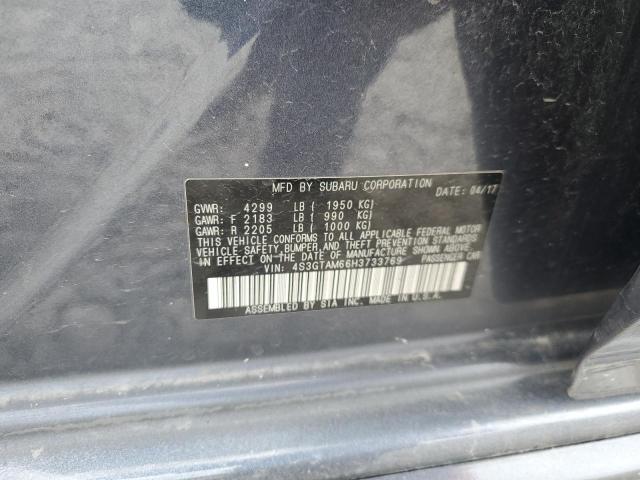 MFD BY SUBARU CORPORATION
DATE: 04/17
GVWR: 4299 LB ( 1950 KG)
GAWR: F 2183 LB ( 990 KG)
GAWR: R 2205 LB ( 1000 KG)
THIS VEHICLE CONFORMS TO ALL APPLICABLE FEDERAL MOTOR
VEHICLE SAFETY, BUMPER, AND THEFT PREVENTION STANDARDS
IN EFFECT ON THE DATE OF MANUFACTURE SHOWN ABOVE.
VIN: 4S3GTAM66H3733769 PASSENGER CAR
ASSEMBLED BY SIA INC. MADE IN U.S.A.